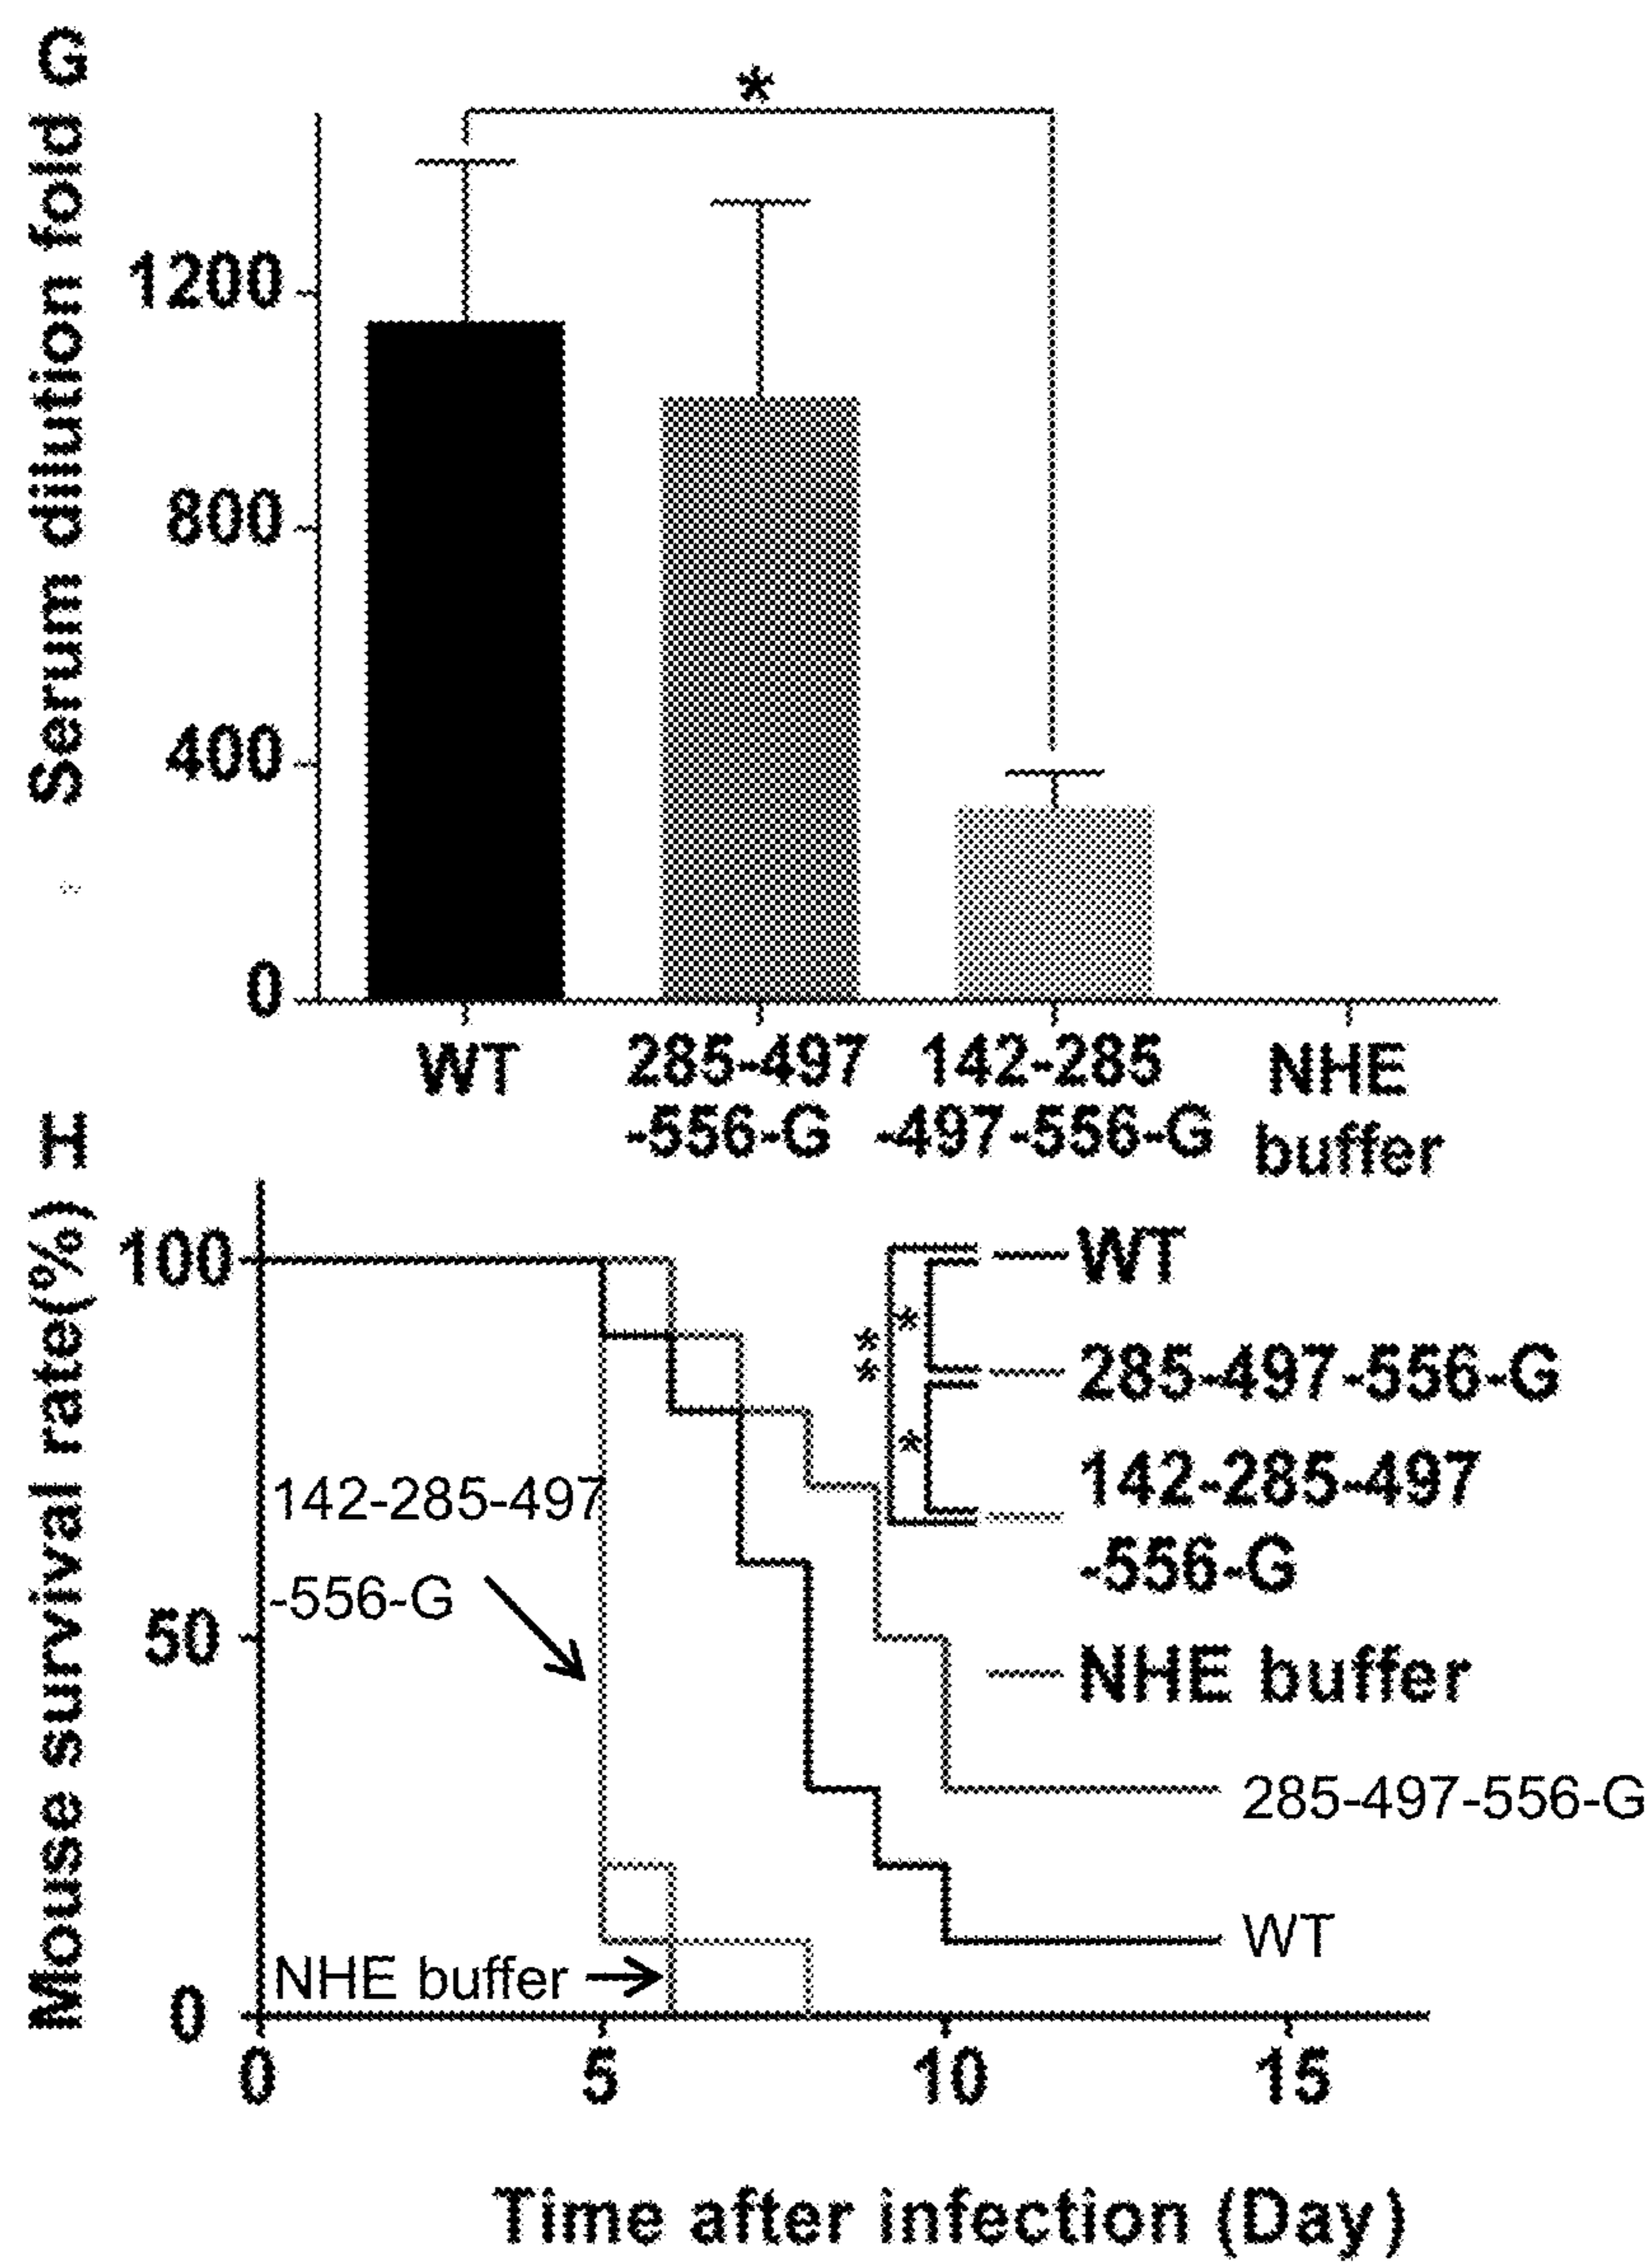 Serum dilution fold G
*
1200
800
400
0
WT
285-497
-556-G
142-285
-497-556-G
NHE
buffer
Mouse survival rate(%) H
100
50
0
WT
285-497-556-G
142-285-497
-556-G
NHE buffer
*
**
*
142-285-497
-556-G
NHE buffer
285-497-556-G
WT
0
5
10
15
Time after infection (Day)